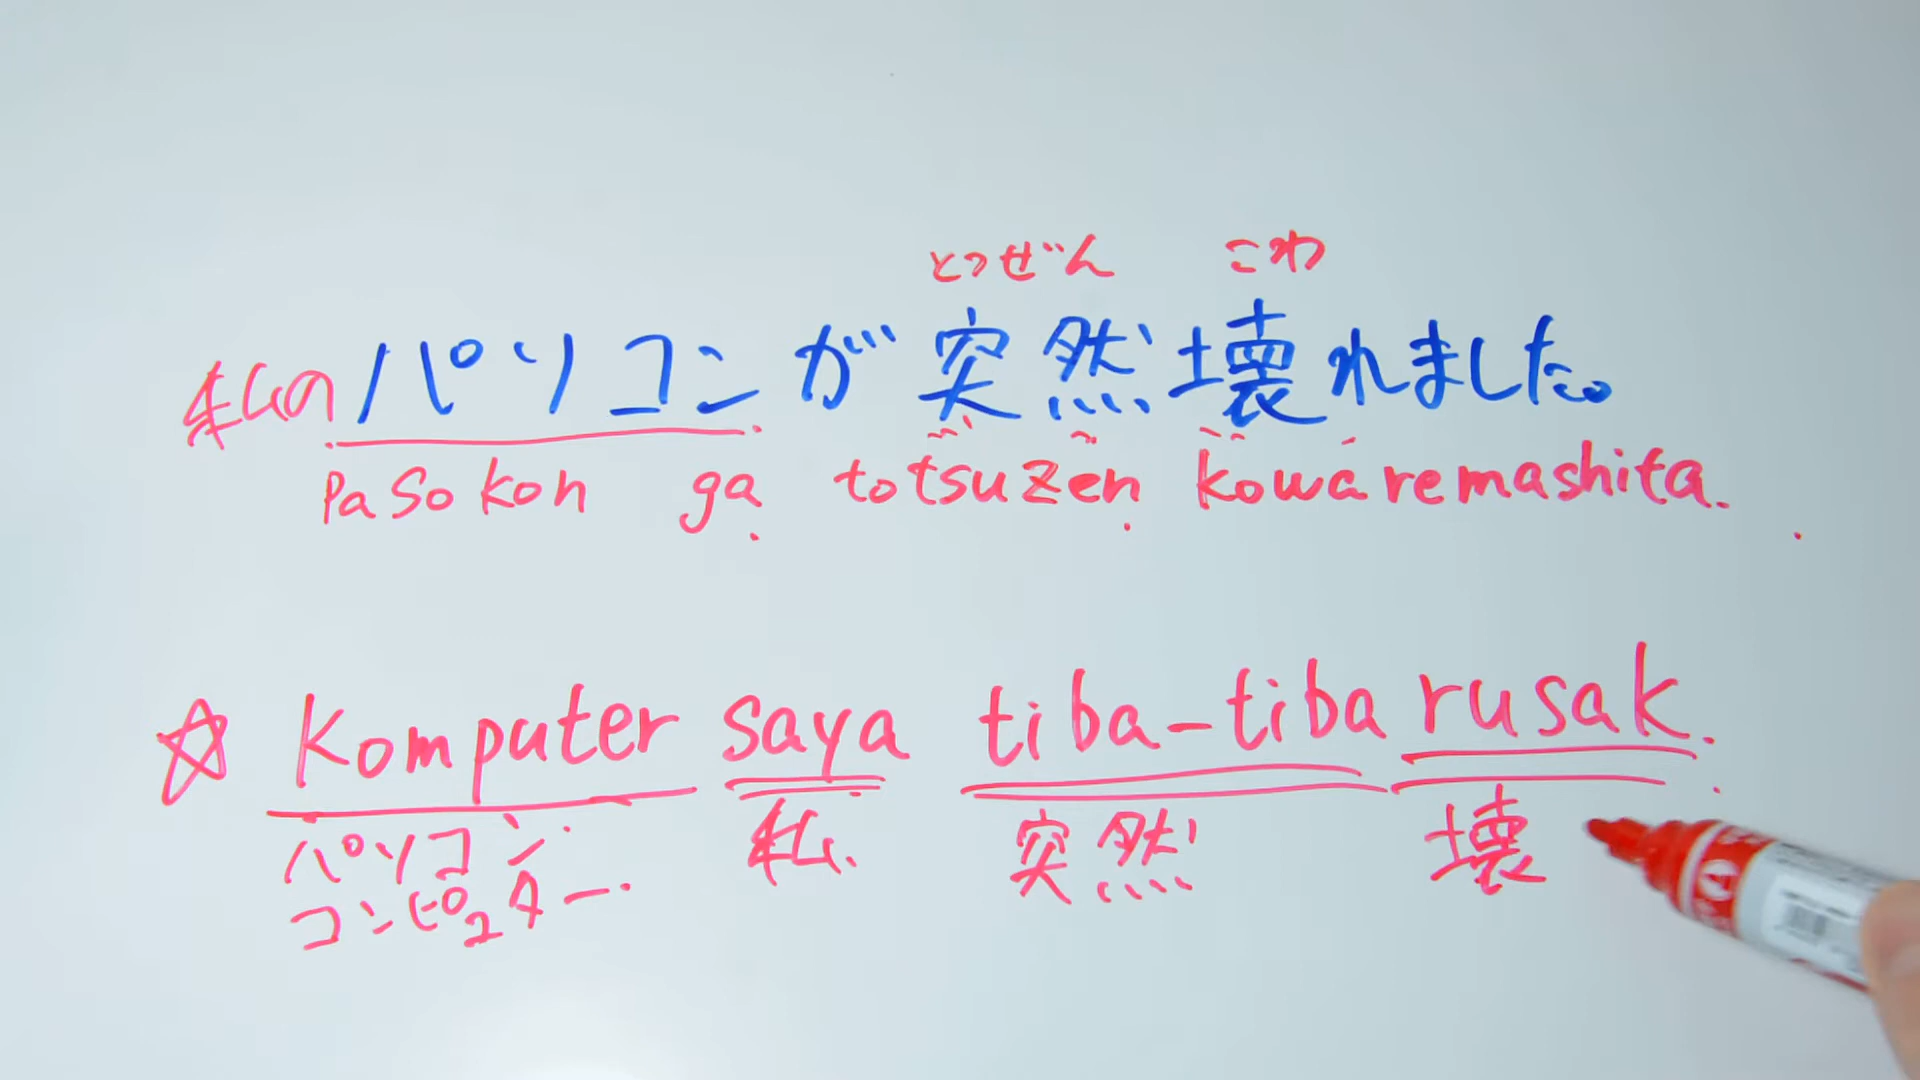 とつぜん こわ
私のパソコンが突然壊れました。
Pasokon ga totsuzen kowaremashita.
☆ Komputer saya tiba-tiba rusak.
パソコン 私 突然 壊
コンピュター